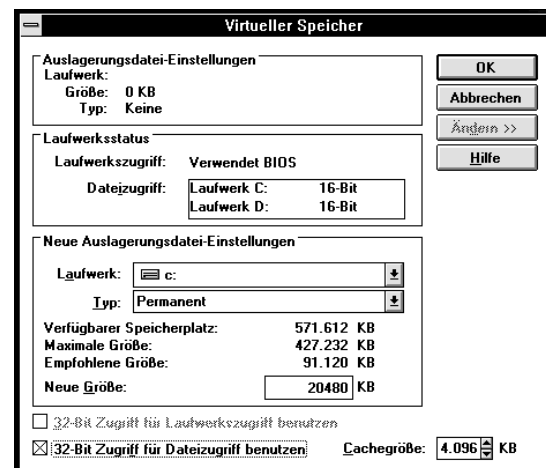 Virtueller Speicher
Auslagerungsdatei-Einstellungen
Laufwerk:
Größe: 0 KB
Typ: Keine
OK
Abbrechen
Ändern >>
Hilfe
Laufwerksstatus
Laufwerkszugriff: Verwendet BIOS
Dateizugriff: Laufwerk C: 16-Bit
Laufwerk D: 16-Bit
Neue Auslagerungsdatei-Einstellungen
Laufwerk: c:
Typ: Permanent
Verfügbarer Speicherplatz: 571.612 KB
Maximale Größe: 427.232 KB
Empfohlene Größe: 91.120 KB
Neue Größe: 20480 KB
32-Bit Zugriff für Laufwerkszugriff benutzen
32-Bit Zugriff für Dateizugriff benutzen Cachegröße: 4.096 KB